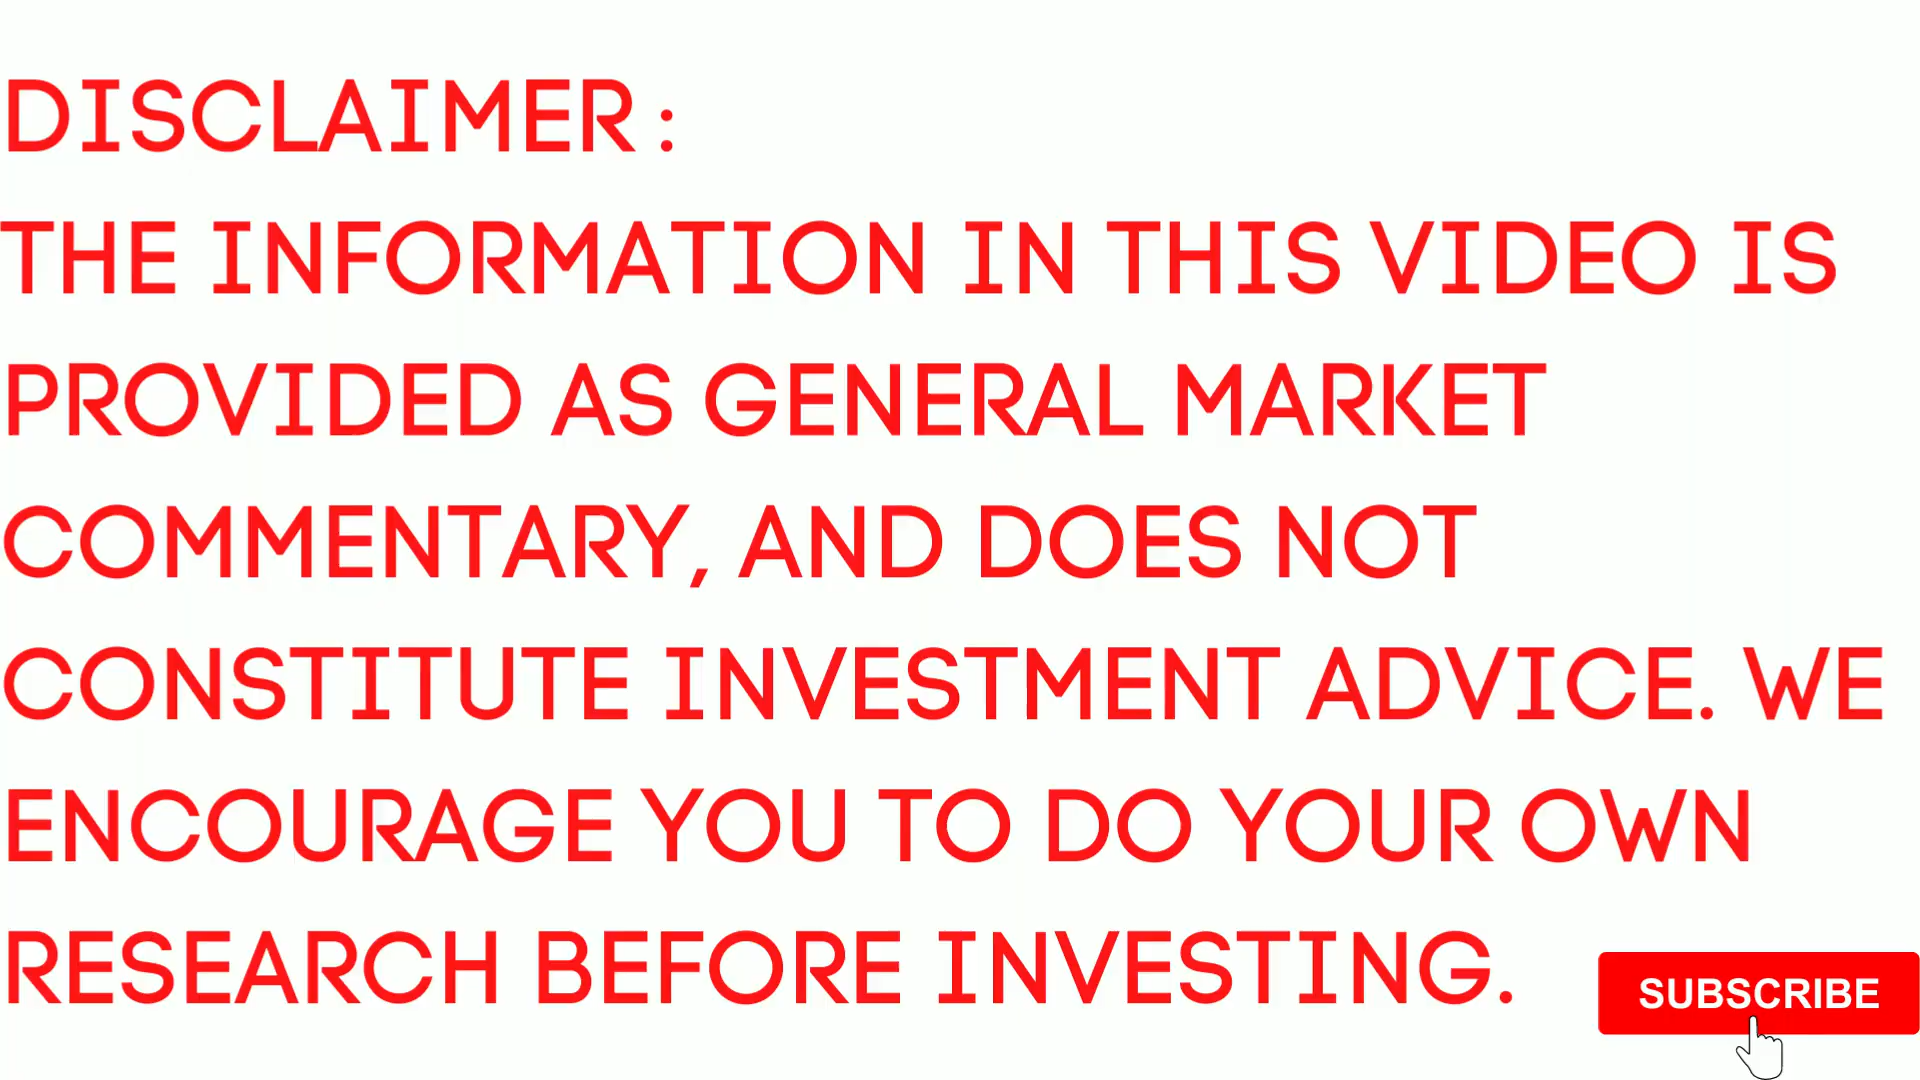 DISCLAIMER :
THE INFORMATION IN THIS VIDEO IS
PROVIDED AS GENERAL MARKET
COMMENTARY, AND DOES NOT
CONSTITUTE INVESTMENT ADVICE. WE
ENCOURAGE YOU TO DO YOUR OWN
RESEARCH BEFORE INVESTING.
SUBSCRIBE